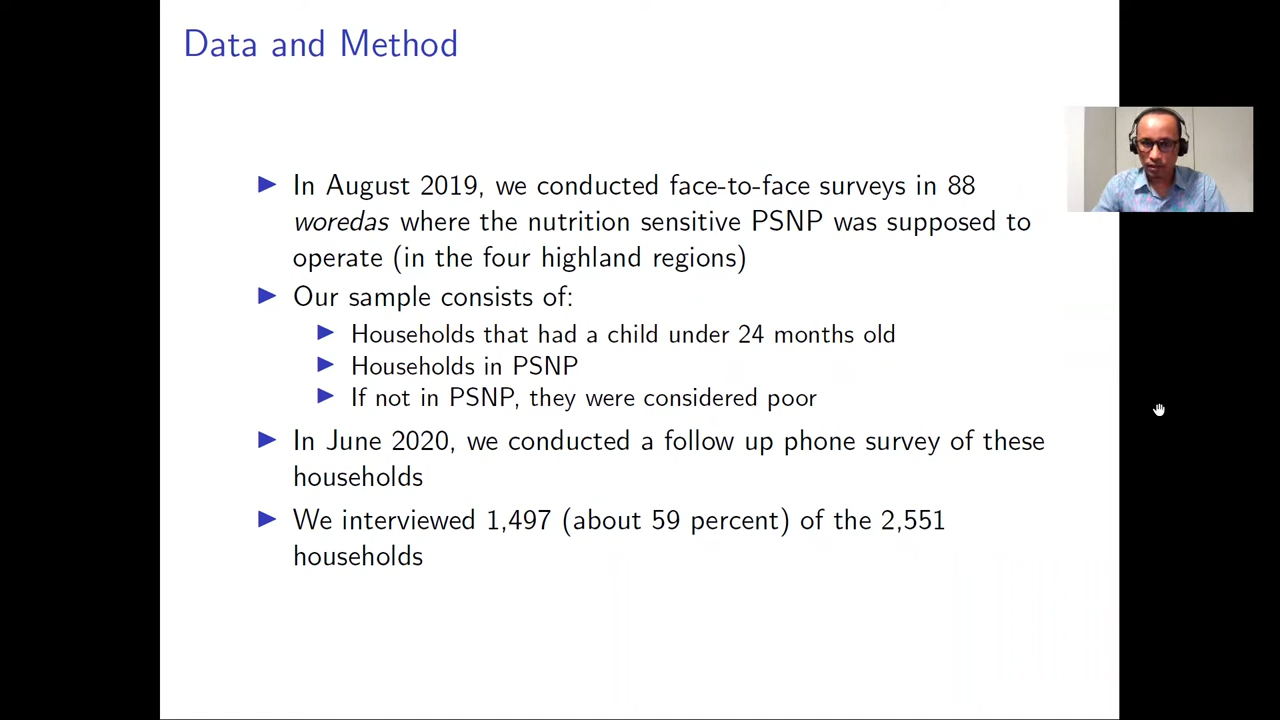 Data and Method
In August 2019, we conducted face-to-face surveys in 88
woredas where the nutrition sensitive PSNP was supposed to
operate (in the four highland regions)
Our sample consists of:
Households that had a child under 24 months old
Households in PSNP
If not in PSNP, they were considered poor
In June 2020, we conducted a follow up phone survey of these
households
We interviewed 1,497 (about 59 percent) of the 2,551
households